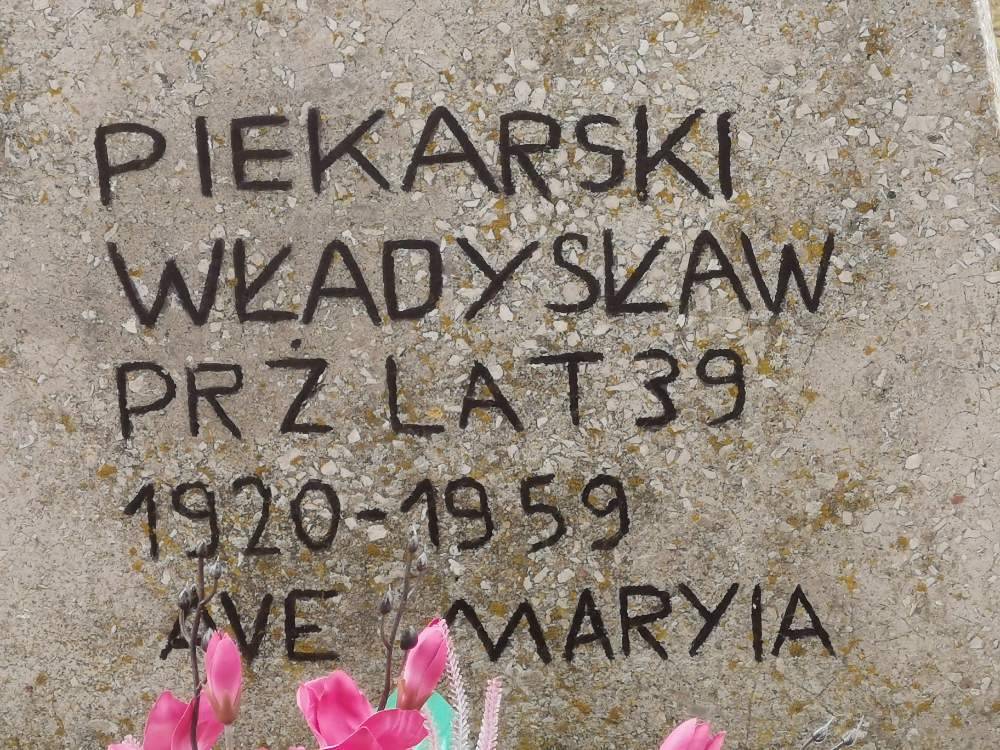 PIEKARSKI
WŁADYSŁAW
PRŻ LAT 39
1920-1959
AVE MARYIA